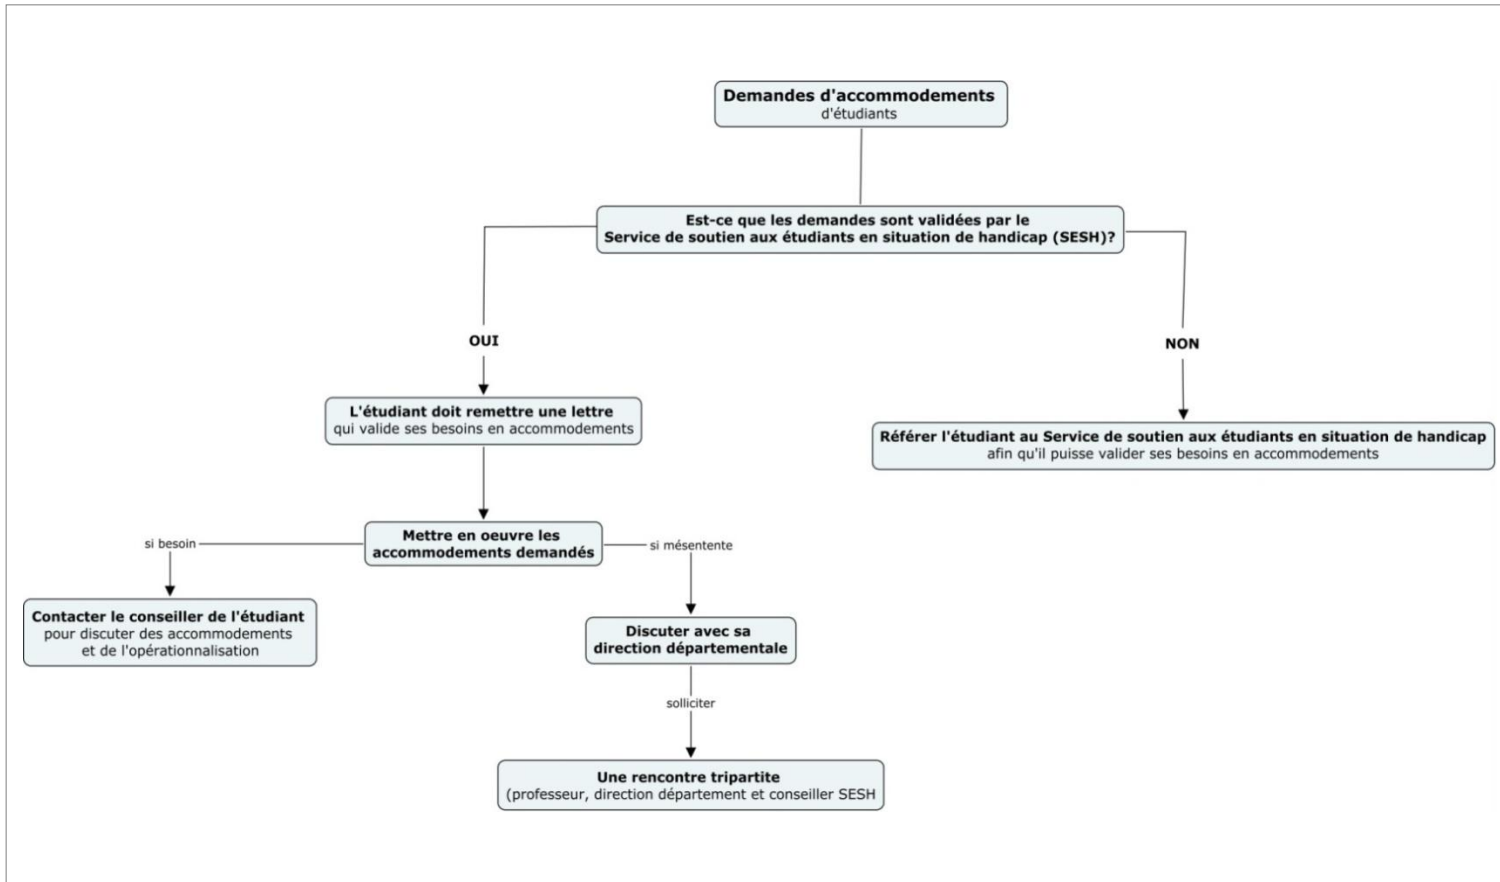 Demandes d'accommodements
d'étudiants
Est-ce que les demandes sont validées par le
Service de soutien aux étudiants en situation de handicap (SESH)?
OUI
NON
L'étudiant doit remettre une lettre
qui valide ses besoins en accommodements
Référer l'étudiant au Service de soutien aux étudiants en situation de handicap
afin qu'il puisse valider ses besoins en accommodements
Mettre en oeuvre les
accommodements demandés
si besoin
si mésentente
Contacter le conseiller de l'étudiant
pour discuter des accommodements
et de l'opérationnalisation
Discuter avec sa
direction départementale
solliciter
Une rencontre tripartite
(professeur, direction département et conseiller SESH